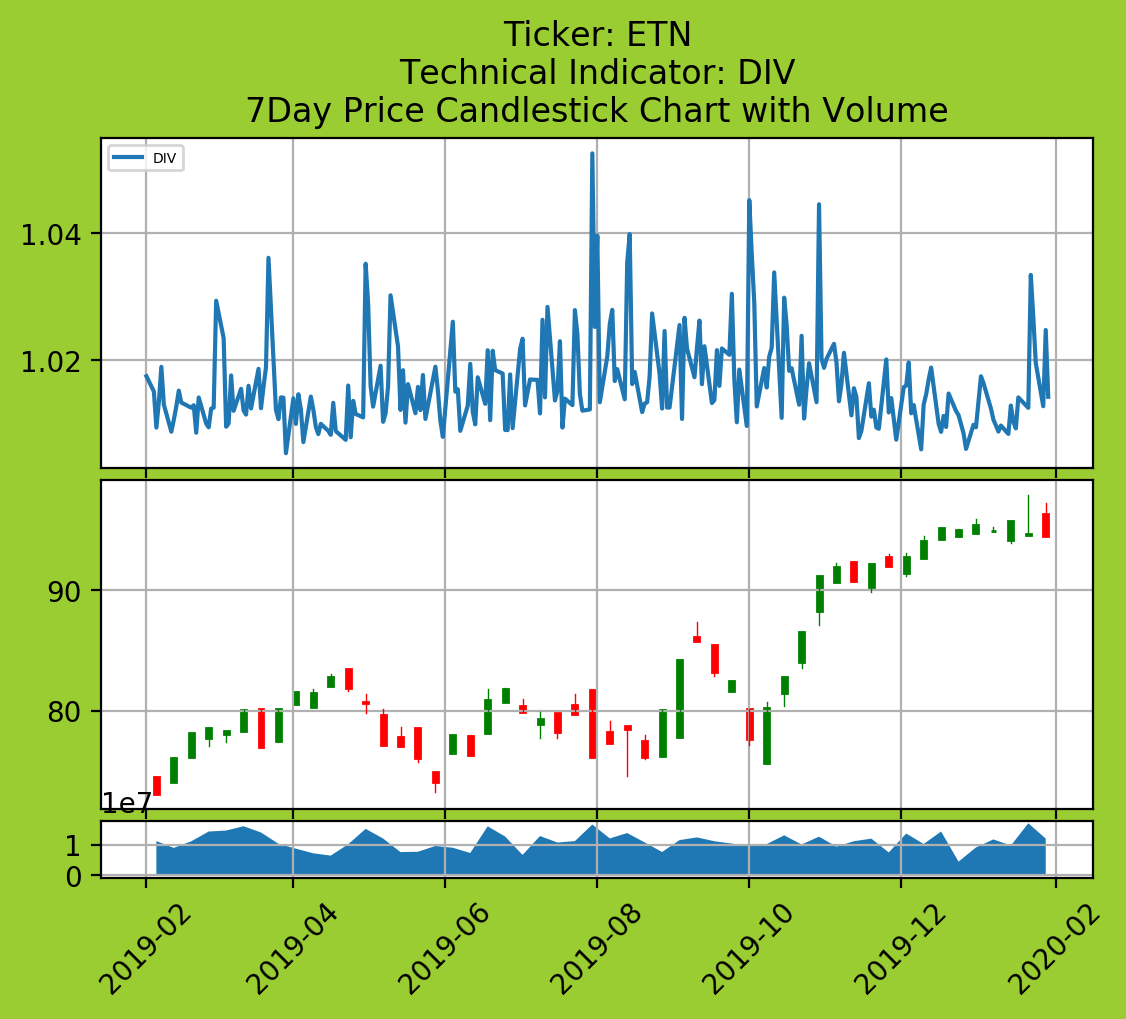 Ticker: ETN
Technical Indicator: DIV
7Day Price Candlestick Chart with Volume
DIV
1.04
1.02
90
80
1e7
1
0
2019-02
2019-04
2019-06
2019-08
2019-10
2019-12
2020-02